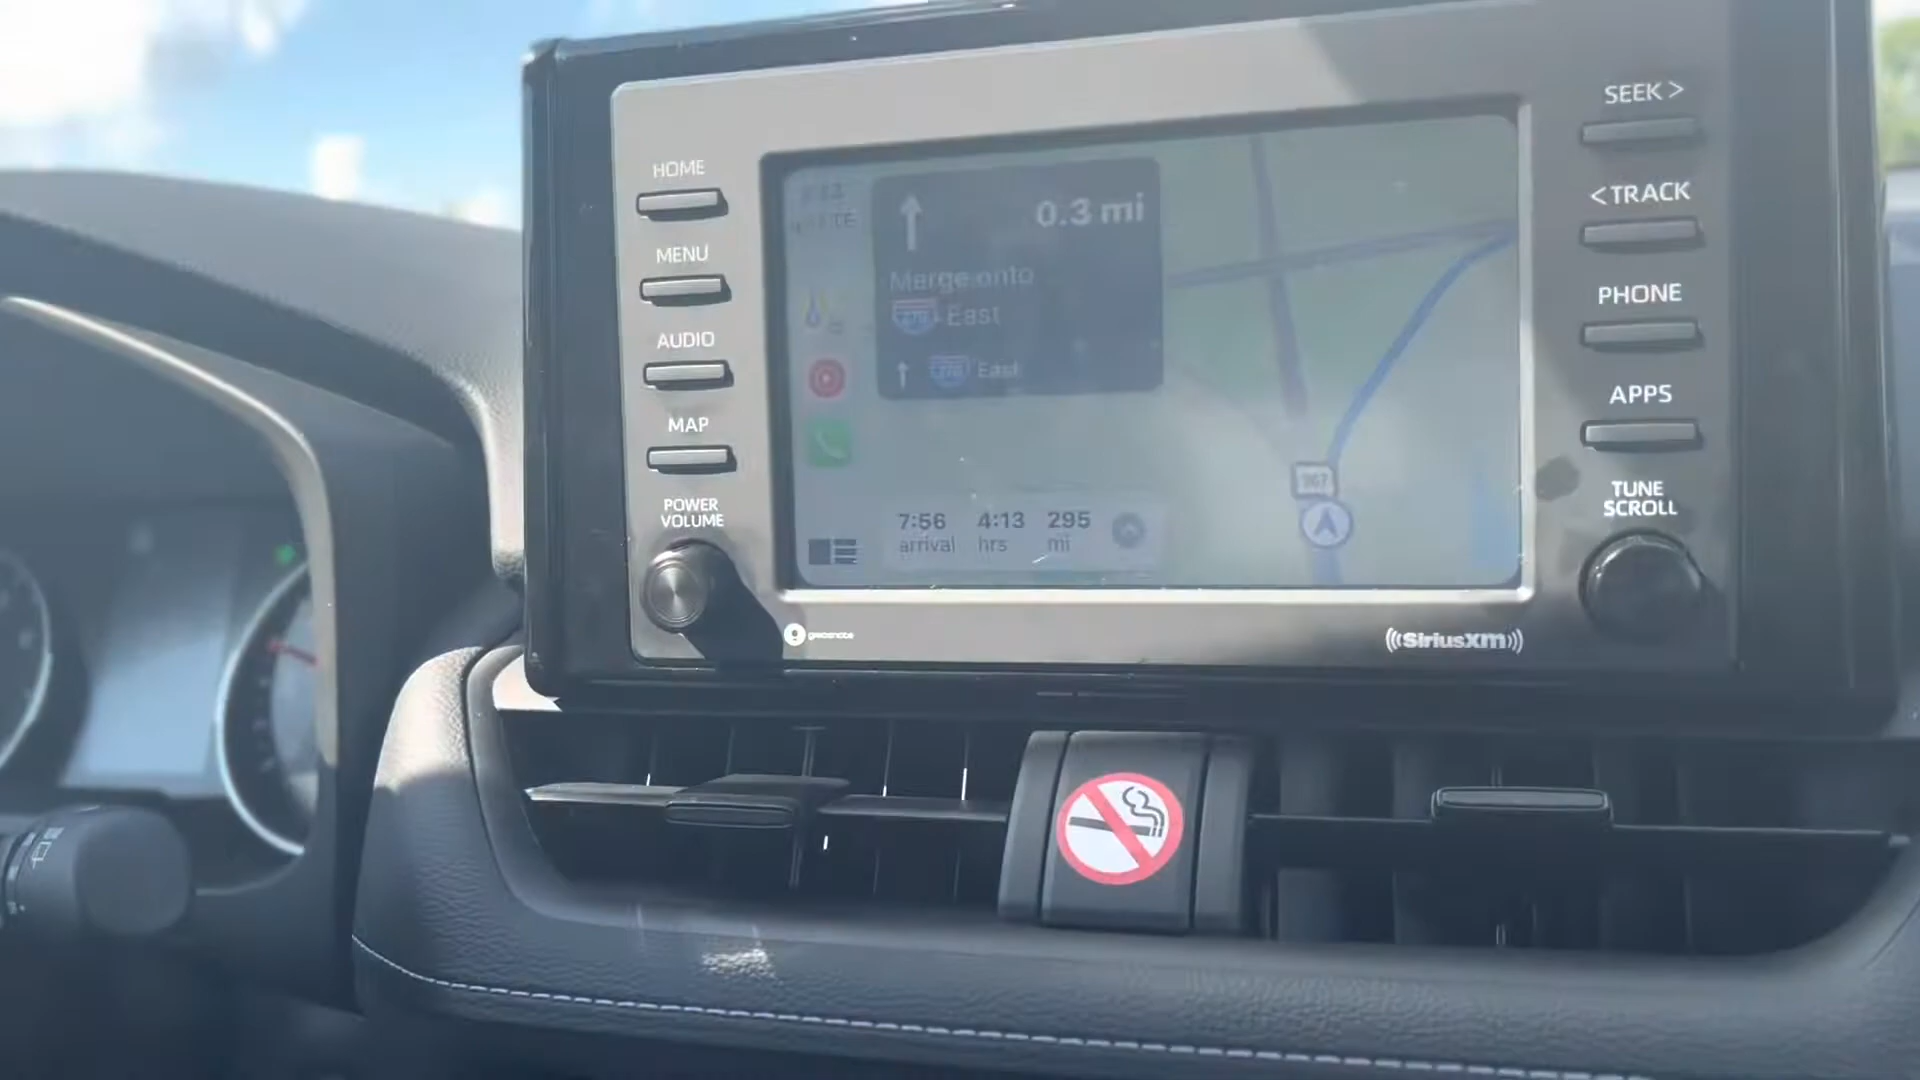 HOME
MENU
AUDIO
MAP
POWER
VOLUME
0.3 mi
Merge onto
East
East
7:56 4:13 295
arrival hrs mi
SEEK >
< TRACK
PHONE
APPS
TUNE
SCROLL
gracenote
SiriusXM